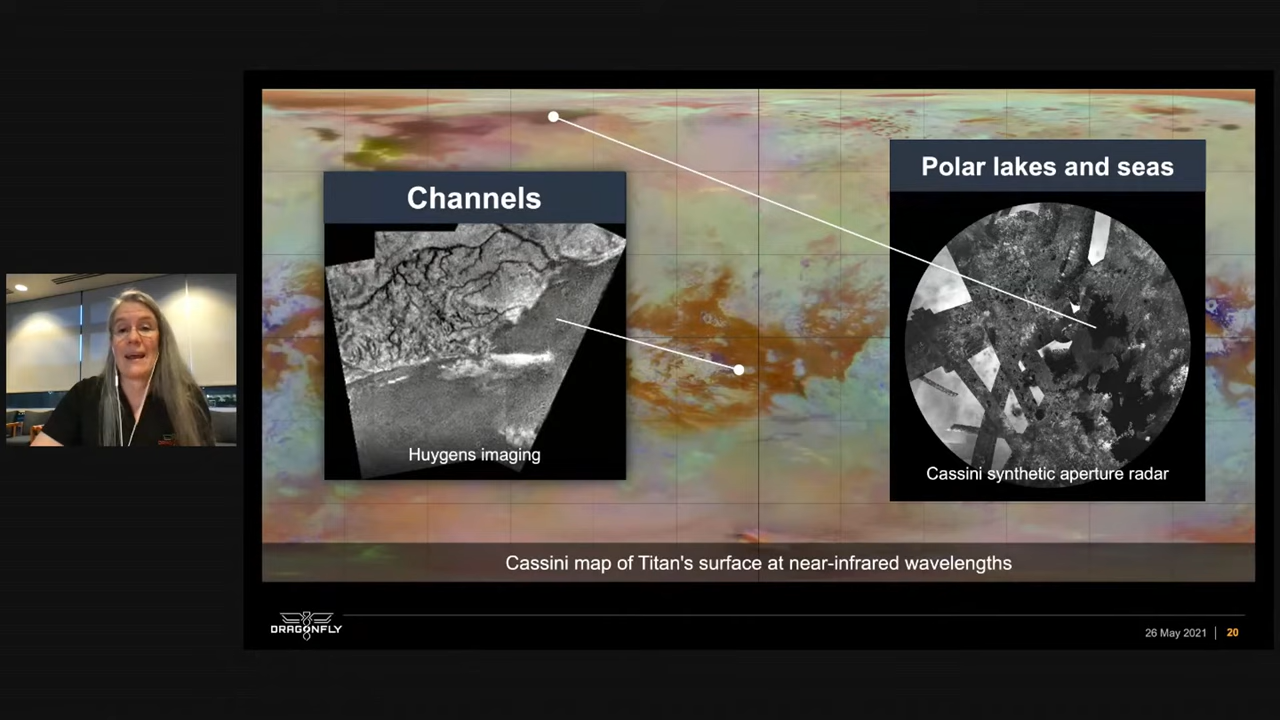 Channels
Huygens imaging
Polar lakes and seas
Cassini synthetic aperture radar
Cassini map of Titan's surface at near-infrared wavelengths
DRAGONFLY
26 May 2021 | 20